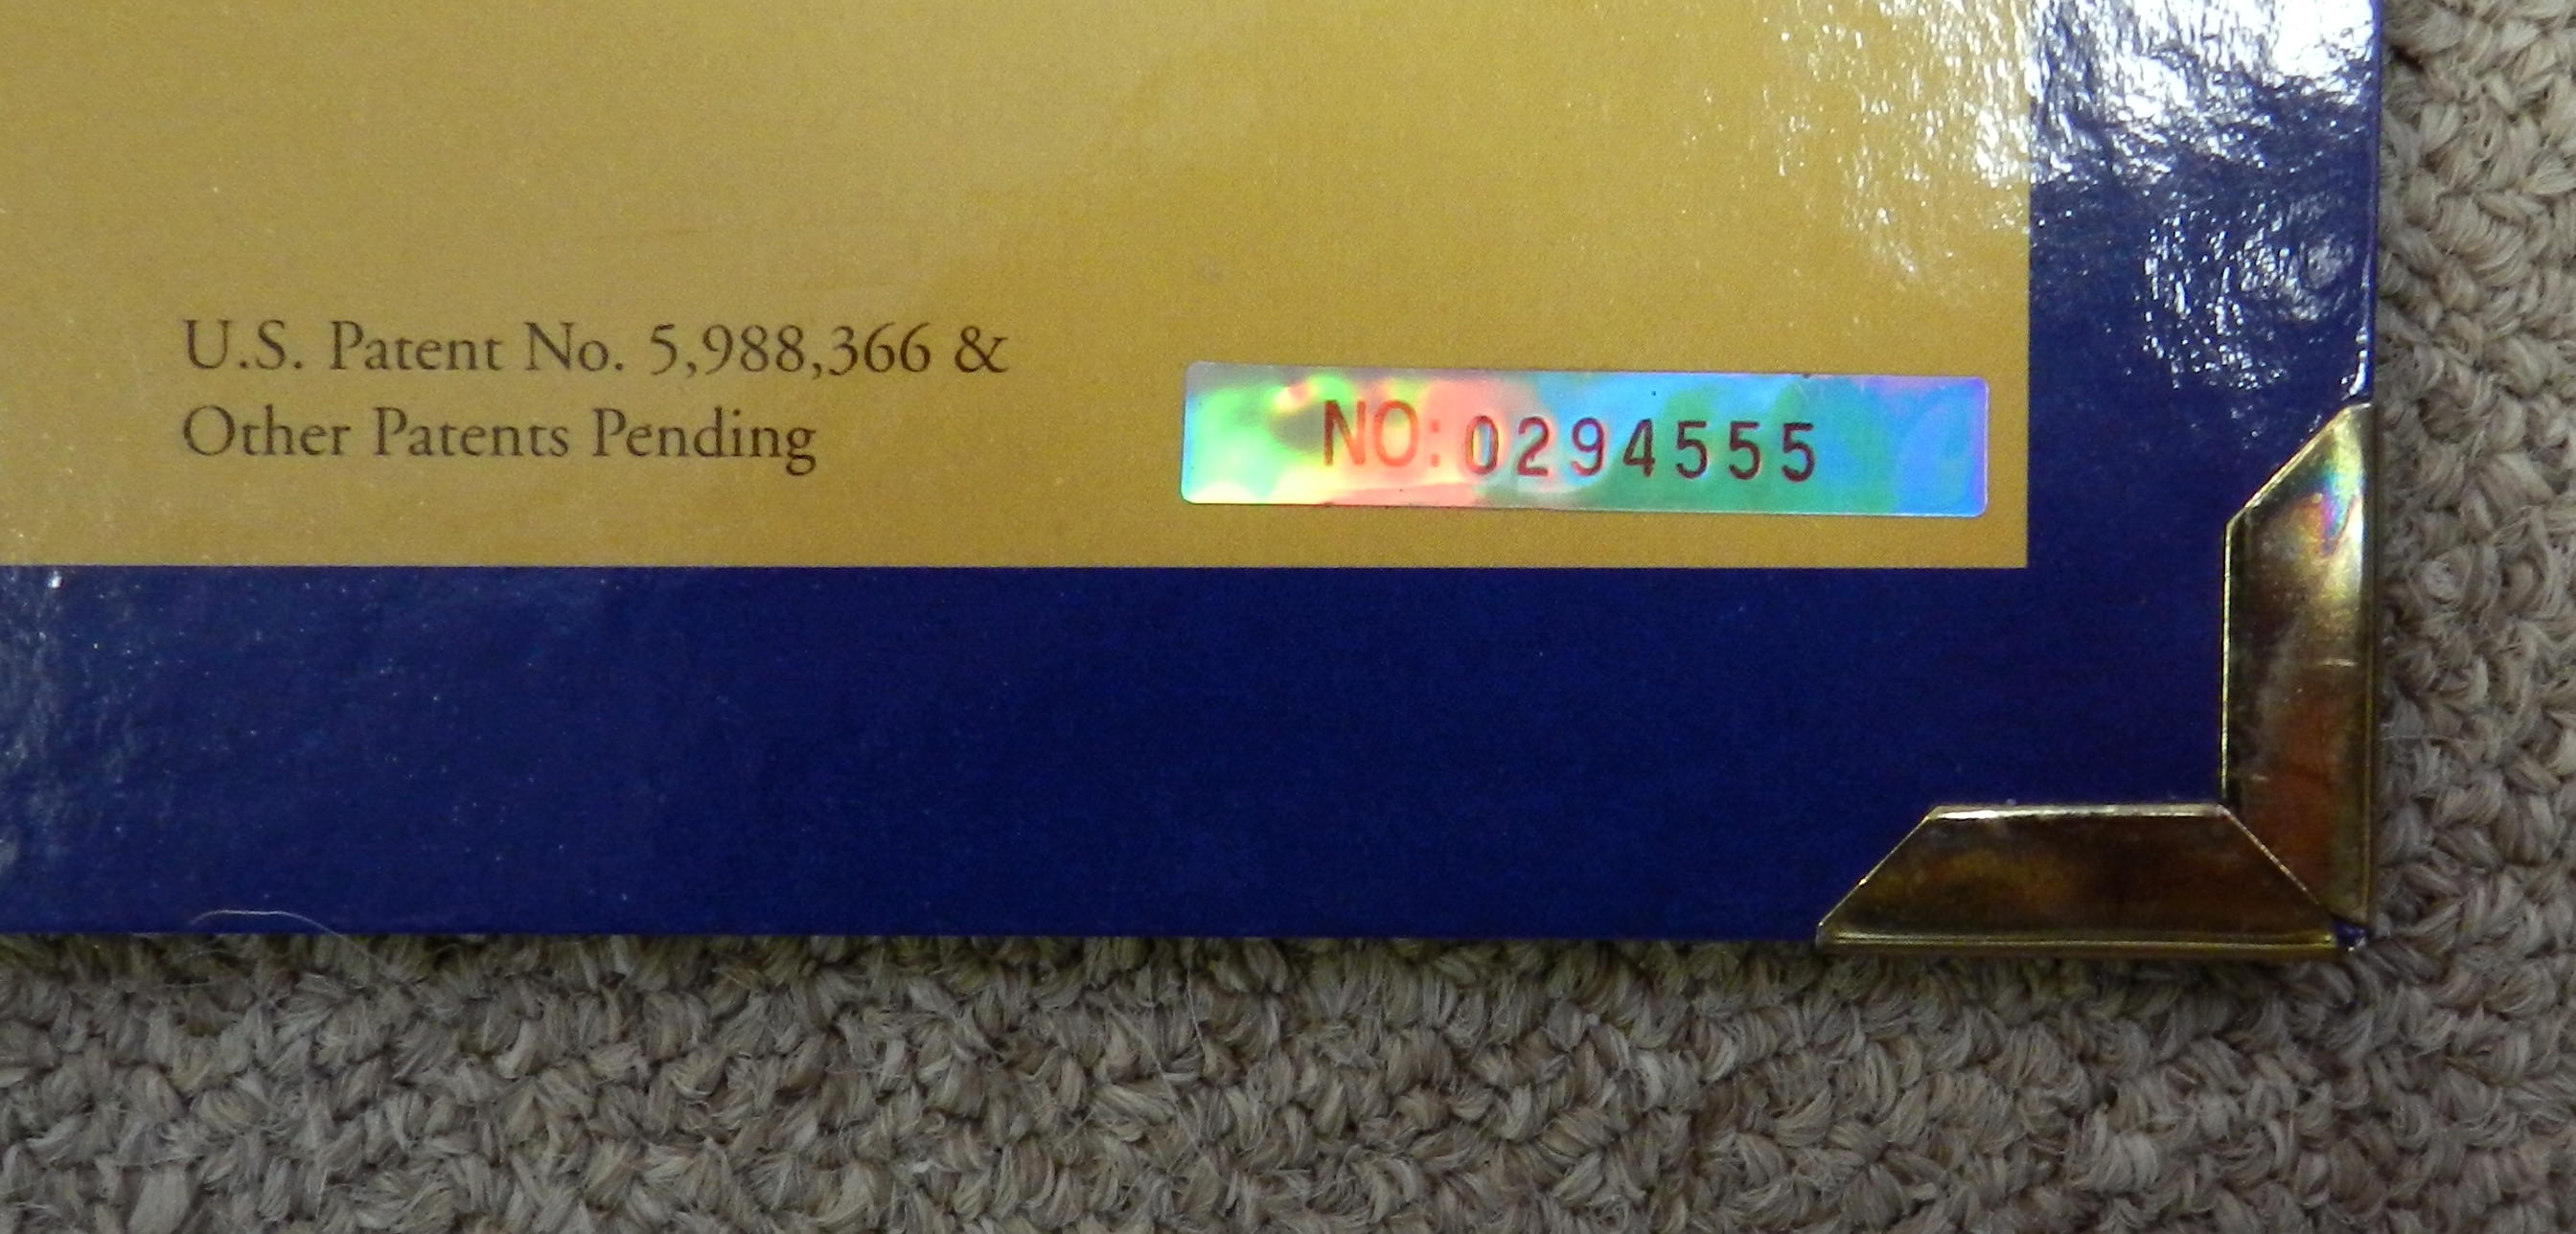 U.S. Patent No. 5,988,366 &
Other Patents Pending
NO: 0294555